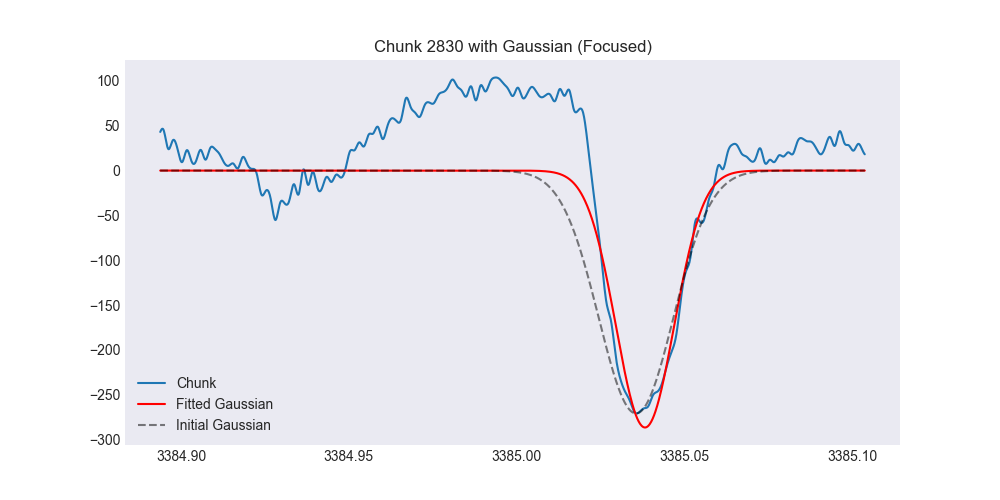 Chunk 2830 with Gaussian (Focused)
100
50
0
−50
−100
−150
−200
−250
−300
Chunk
Fitted Gaussian
Initial Gaussian
3384.90 3384.95 3385.00 3385.05 3385.10